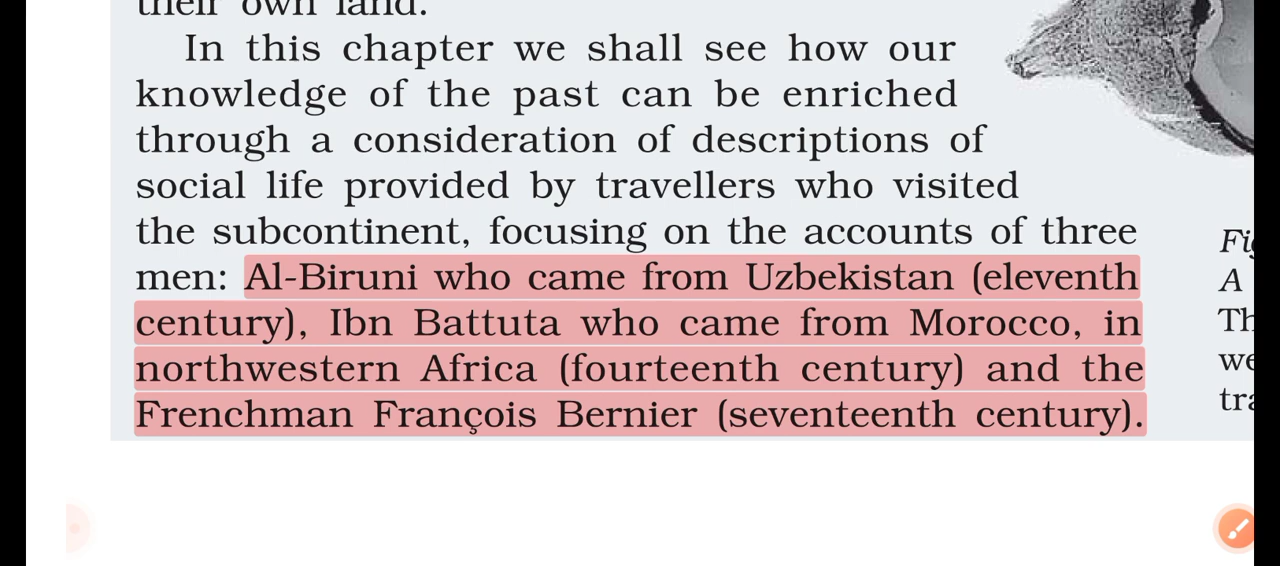 their own land.
In this chapter we shall see how our
knowledge of the past can be enriched
through a consideration of descriptions of
social life provided by travellers who visited
the subcontinent, focusing on the accounts of three
men: Al-Biruni who came from Uzbekistan (eleventh
century), Ibn Battuta who came from Morocco, in
northwestern Africa (fourteenth century) and the
Frenchman François Bernier (seventeenth century).
A